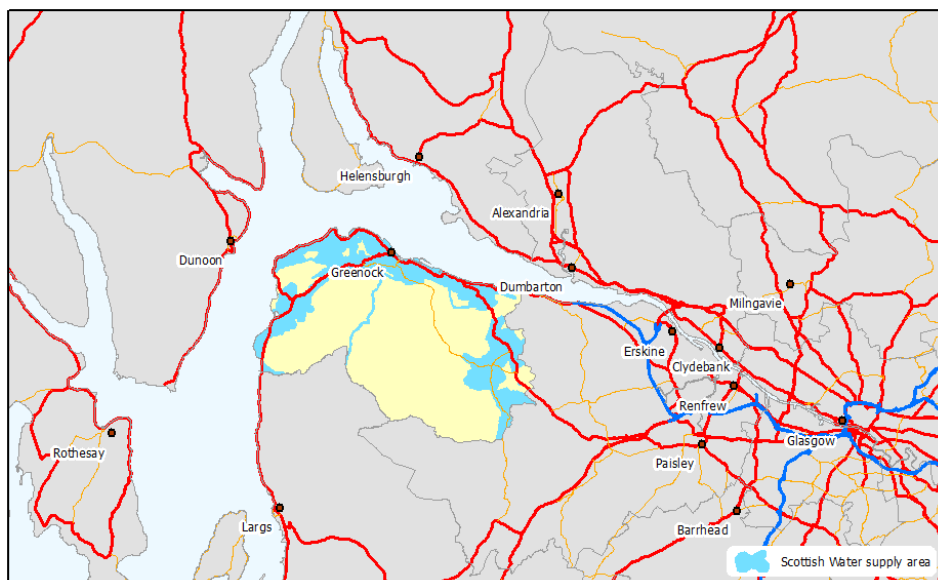 Helensburgh
Alexandria
Dunoon
Greenock
Dumbarton
Milngavie
Erskine
Clydebank
Renfrew
Glasgow
Rothesay
Paisley
Largs
Barrhead
Scottish Water supply area